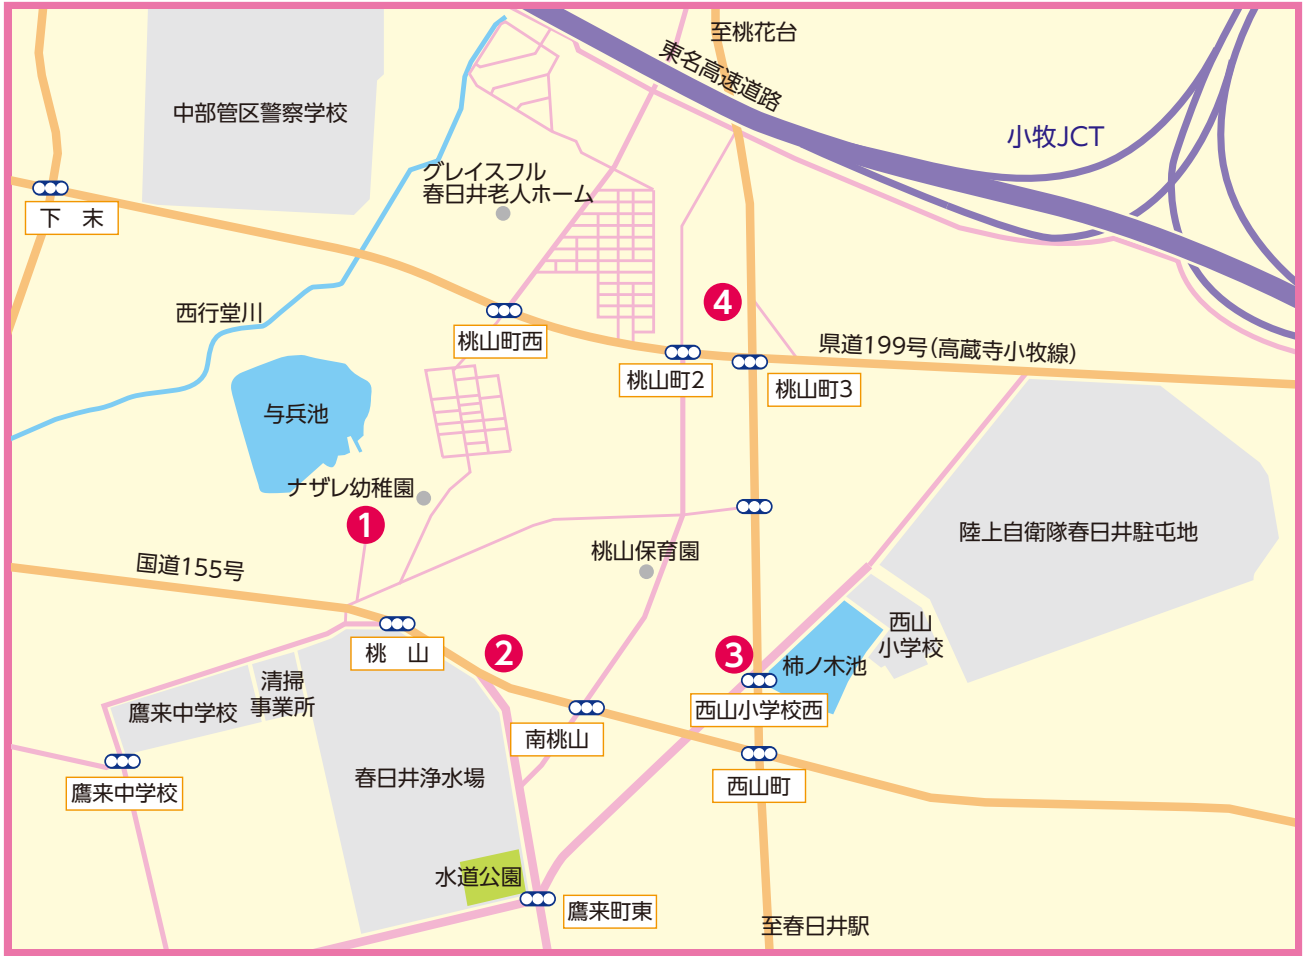 至桃花台
東名高速道路
中部管区警察学校
小牧JCT
グレイスフル
春日井老人ホーム
下　末
西行堂川
4
桃山町西
県道199号(高蔵寺小牧線)
桃山町2
桃山町3
与兵池
ナザレ幼稚園
1
陸上自衛隊春日井駐屯地
桃山保育園
国道155号
西山
小学校
桃　山
2
3
柿ノ木池
清掃
事業所
鷹来中学校
西山小学校西
南桃山
春日井浄水場
西山町
鷹来中学校
水道公園
鷹来町東
至春日井駅